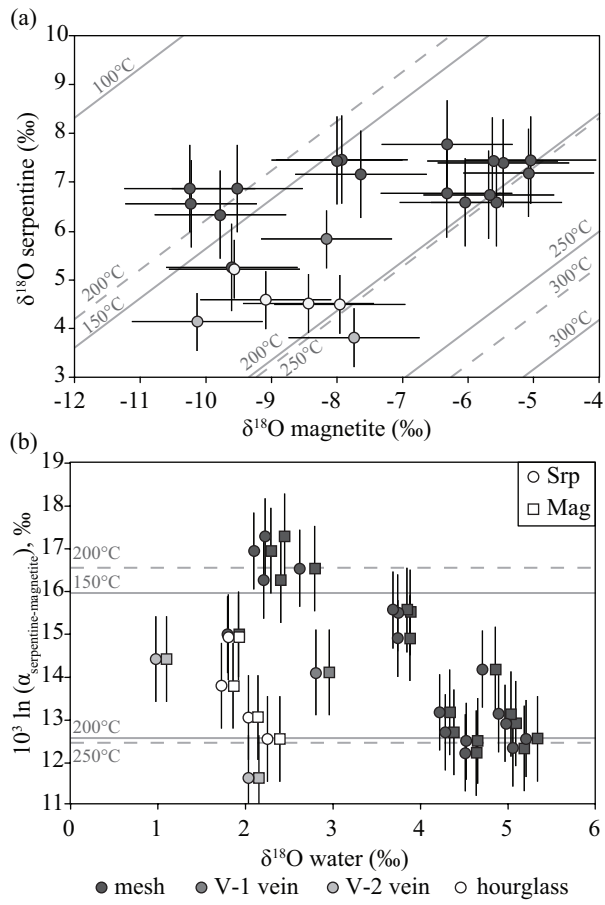 (a)
10
9
8
7
6
5
4
3
δ¹⁸O serpentine (‰)
100°C
200°C
150°C
200°C
250°C
250°C
300°C
300°C
-12 -11 -10 -9 -8 -7 -6 -5 -4
δ¹⁸O magnetite (‰)
(b)
19
18
17
16
15
14
13
12
11
10³ ln (α serpentine-magnetite), ‰
Srp
Mag
200°C
150°C
200°C
250°C
0 1 2 3 4 5 6
δ¹⁸O water (‰)
mesh V-1 vein V-2 vein hourglass